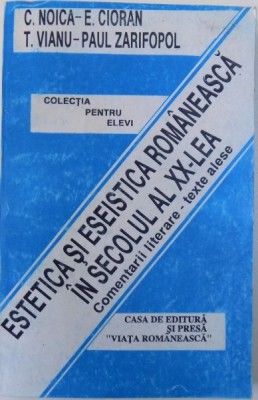 C. NOICA-E. CIORAN
T. VIANU-PAUL ZARIFOPOL
COLECȚIA
PENTRU
ELEVI
ESTETICA ȘI ESEISTICA ROMÂNEASCĂ
ÎN SECOLUL AL XX-LEA
Comentarii literare - texte alese
CASA DE EDITURĂ
ȘI PRESĂ
"VIAȚA ROMÂNEASCĂ"